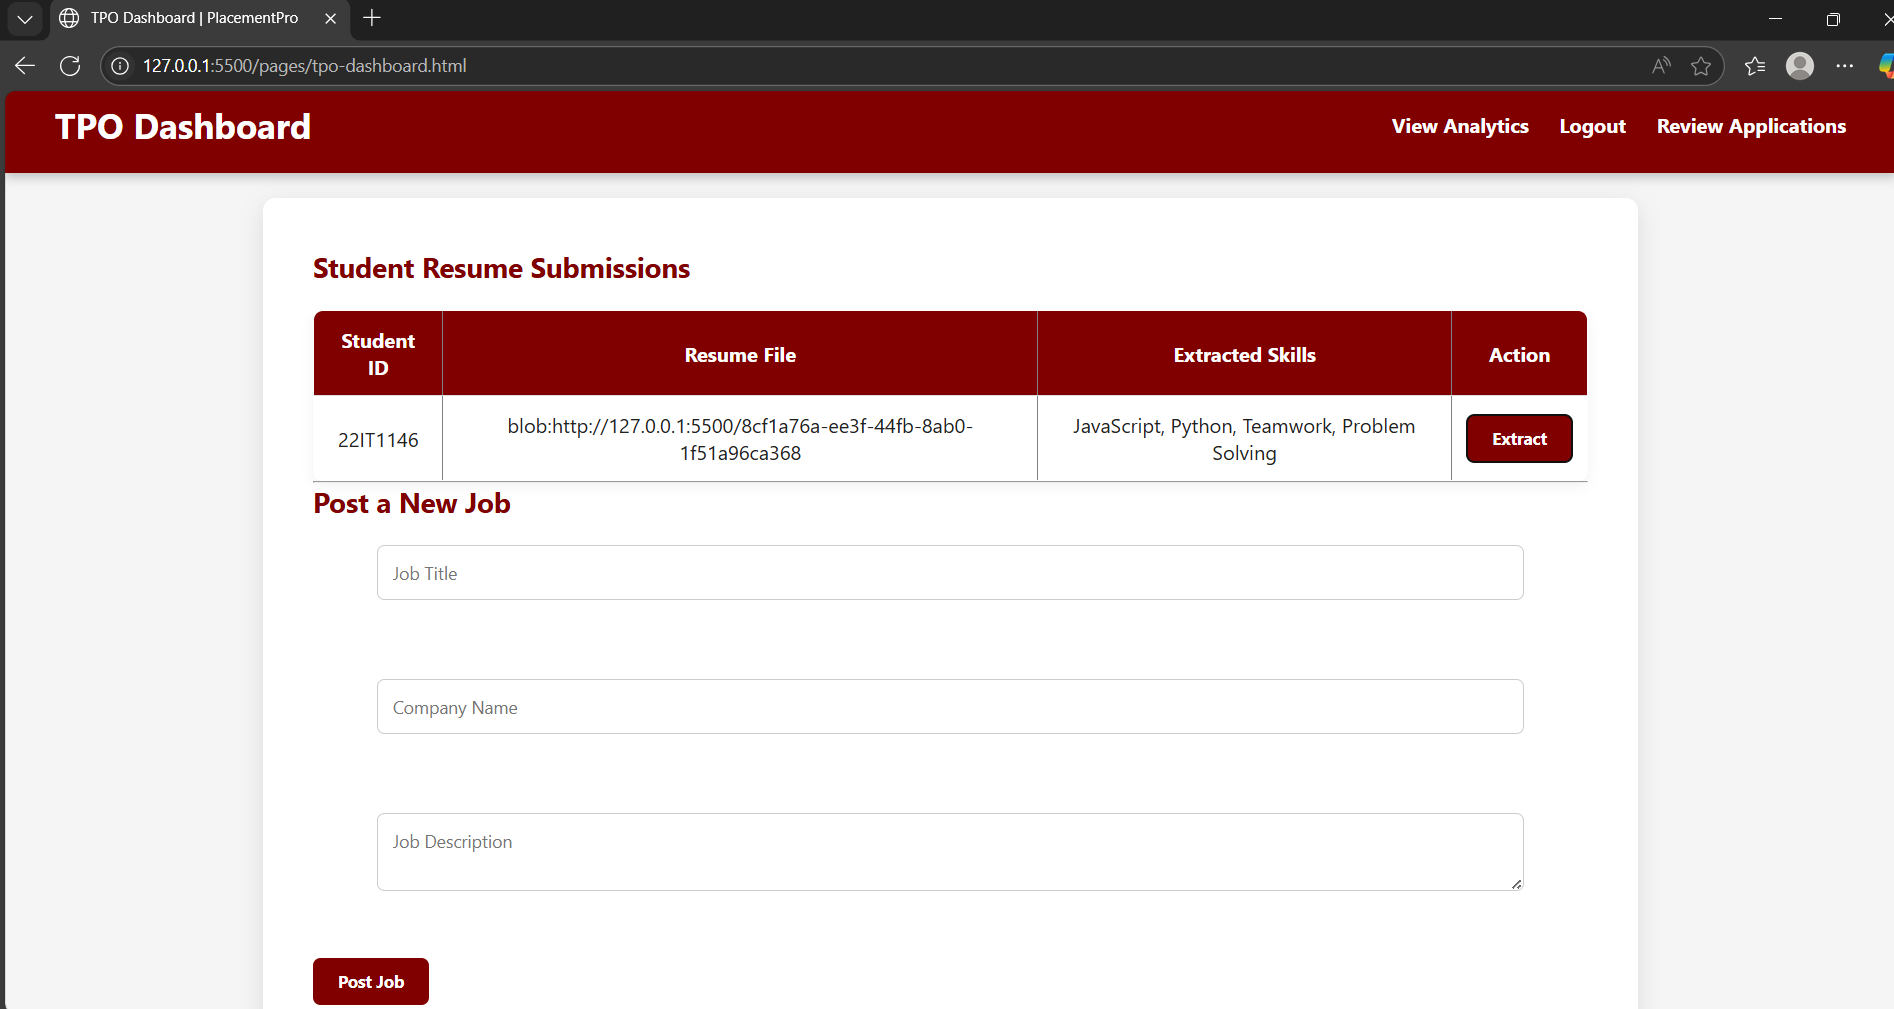 TPO Dashboard | PlacementPro
127.0.0.1:5500/pages/tpo-dashboard.html
TPO Dashboard
View Analytics
Logout
Review Applications
Student Resume Submissions
Student
ID
Resume File
Extracted Skills
Action
22IT1146
blob:http://127.0.0.1:5500/8cf1a76a-ee3f-44fb-8ab0-
1f51a96ca368
JavaScript, Python, Teamwork, Problem
Solving
Extract
Post a New Job
Job Title
Company Name
Job Description
Post Job